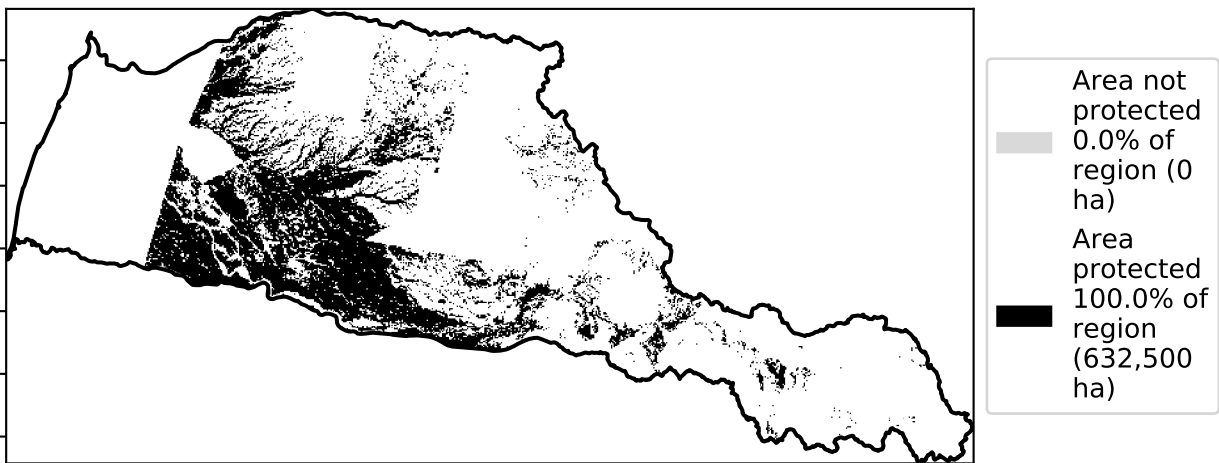 Area not
protected
0.0% of
region (0
ha)
Area
protected
100.0% of
region
(632,500
ha)